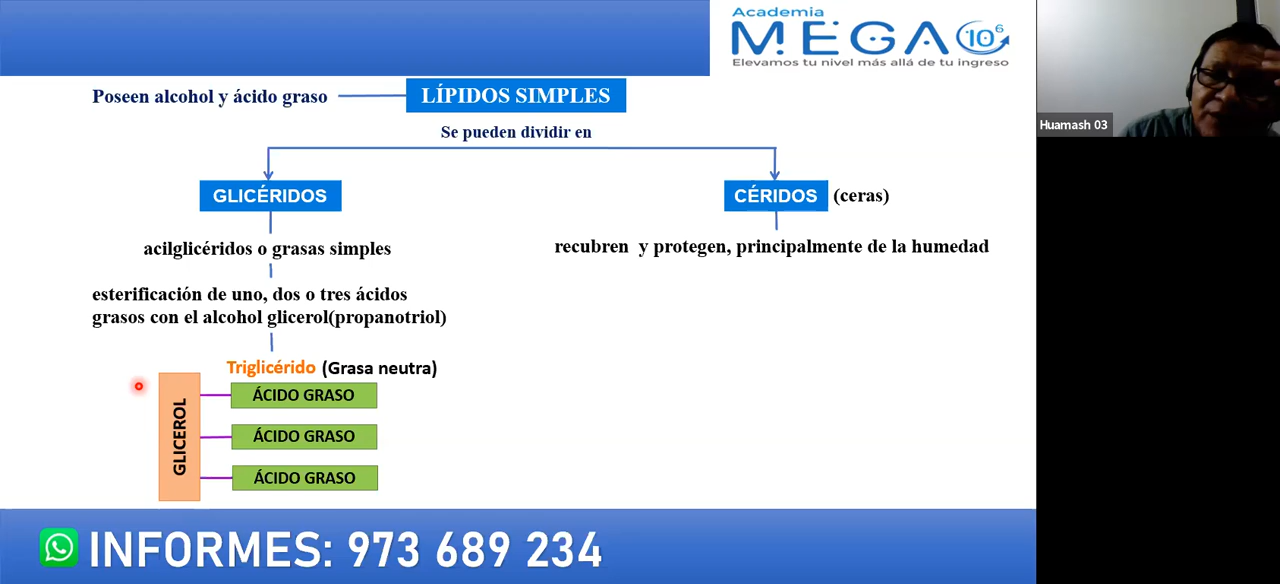 Academia
MEGA 10⁶
Elevamos tu nivel más allá de tu ingreso
Huamash 03
Poseen alcohol y ácido graso
LÍPIDOS SIMPLES
Se pueden dividir en
GLICÉRIDOS
CÉRIDOS (ceras)
acilglicéridos o grasas simples
recubren y protegen, principalmente de la humedad
esterificación de uno, dos o tres ácidos
grasos con el alcohol glicerol(propanotriol)
Triglicérido (Grasa neutra)
GLICEROL
ÁCIDO GRASO
ÁCIDO GRASO
ÁCIDO GRASO
INFORMES: 973 689 234